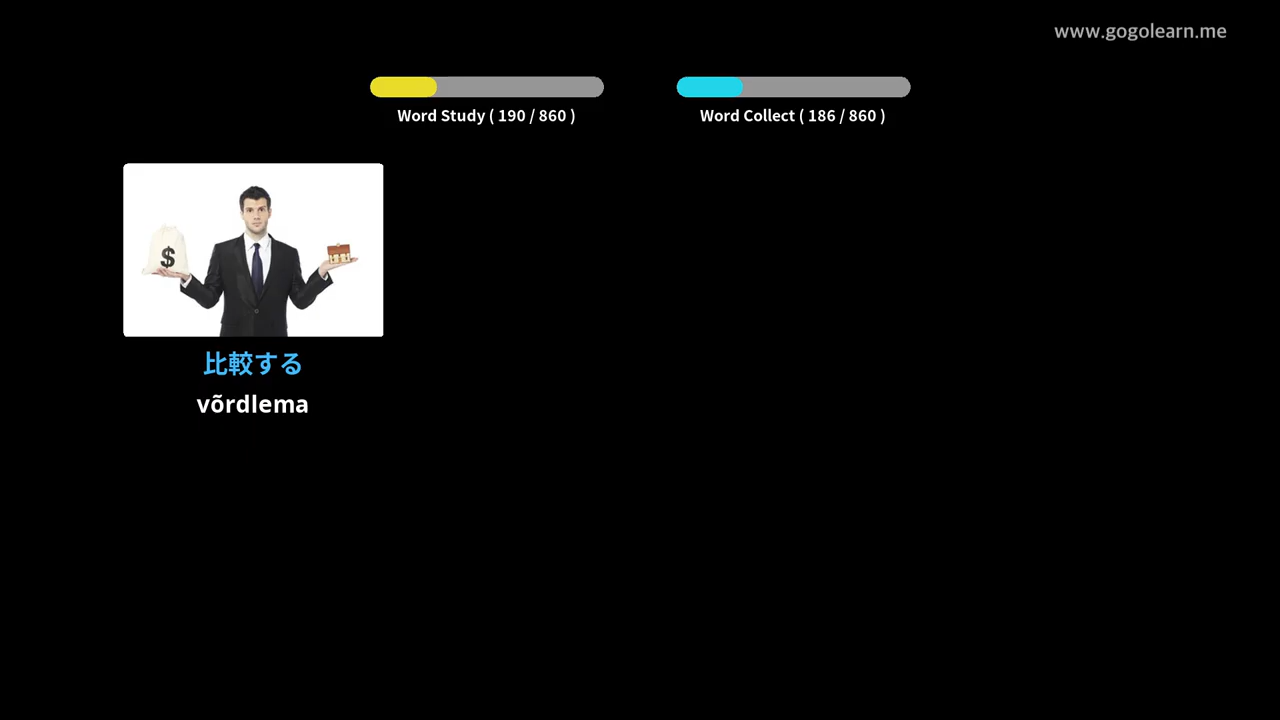 www.gogolearn.me
Word Study ( 190 / 860 )
Word Collect ( 186 / 860 )
$
比較する
võrdlema